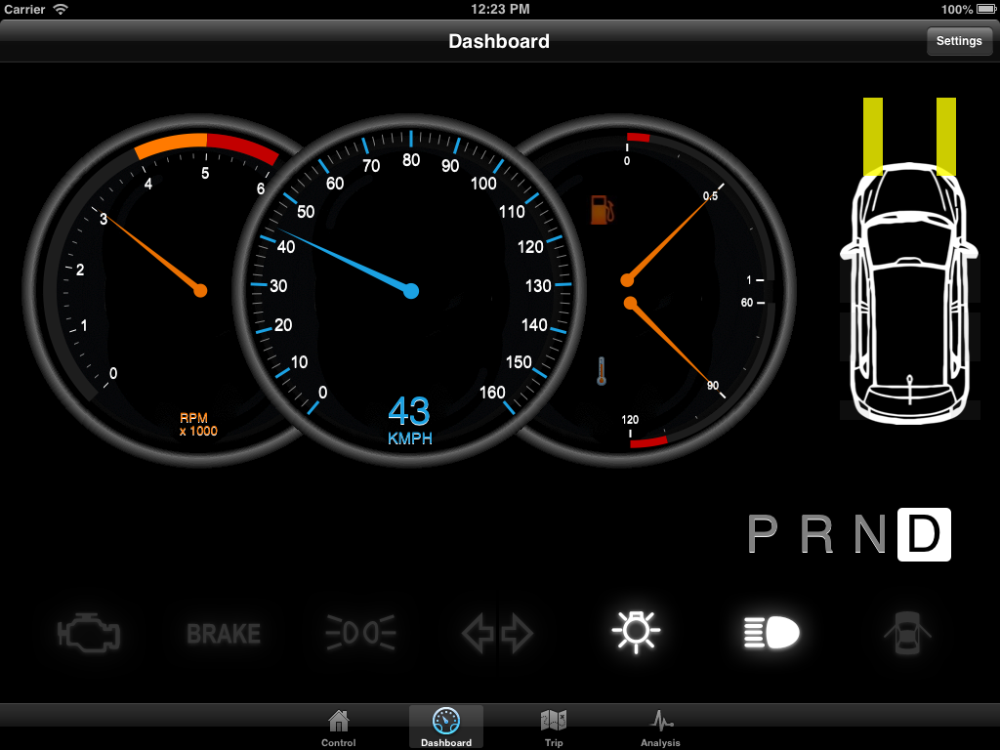 Carrier 12:23 PM 100%
Dashboard
Settings
0
1
2
3
4
5
6
RPM
x 1000
0
10
20
30
40
50
60
70
80
90
100
110
120
130
140
150
160
43
KMPH
0
0.5
1
60
90
120
P R N D
BRAKE
Control
Dashboard
Trip
Analysis